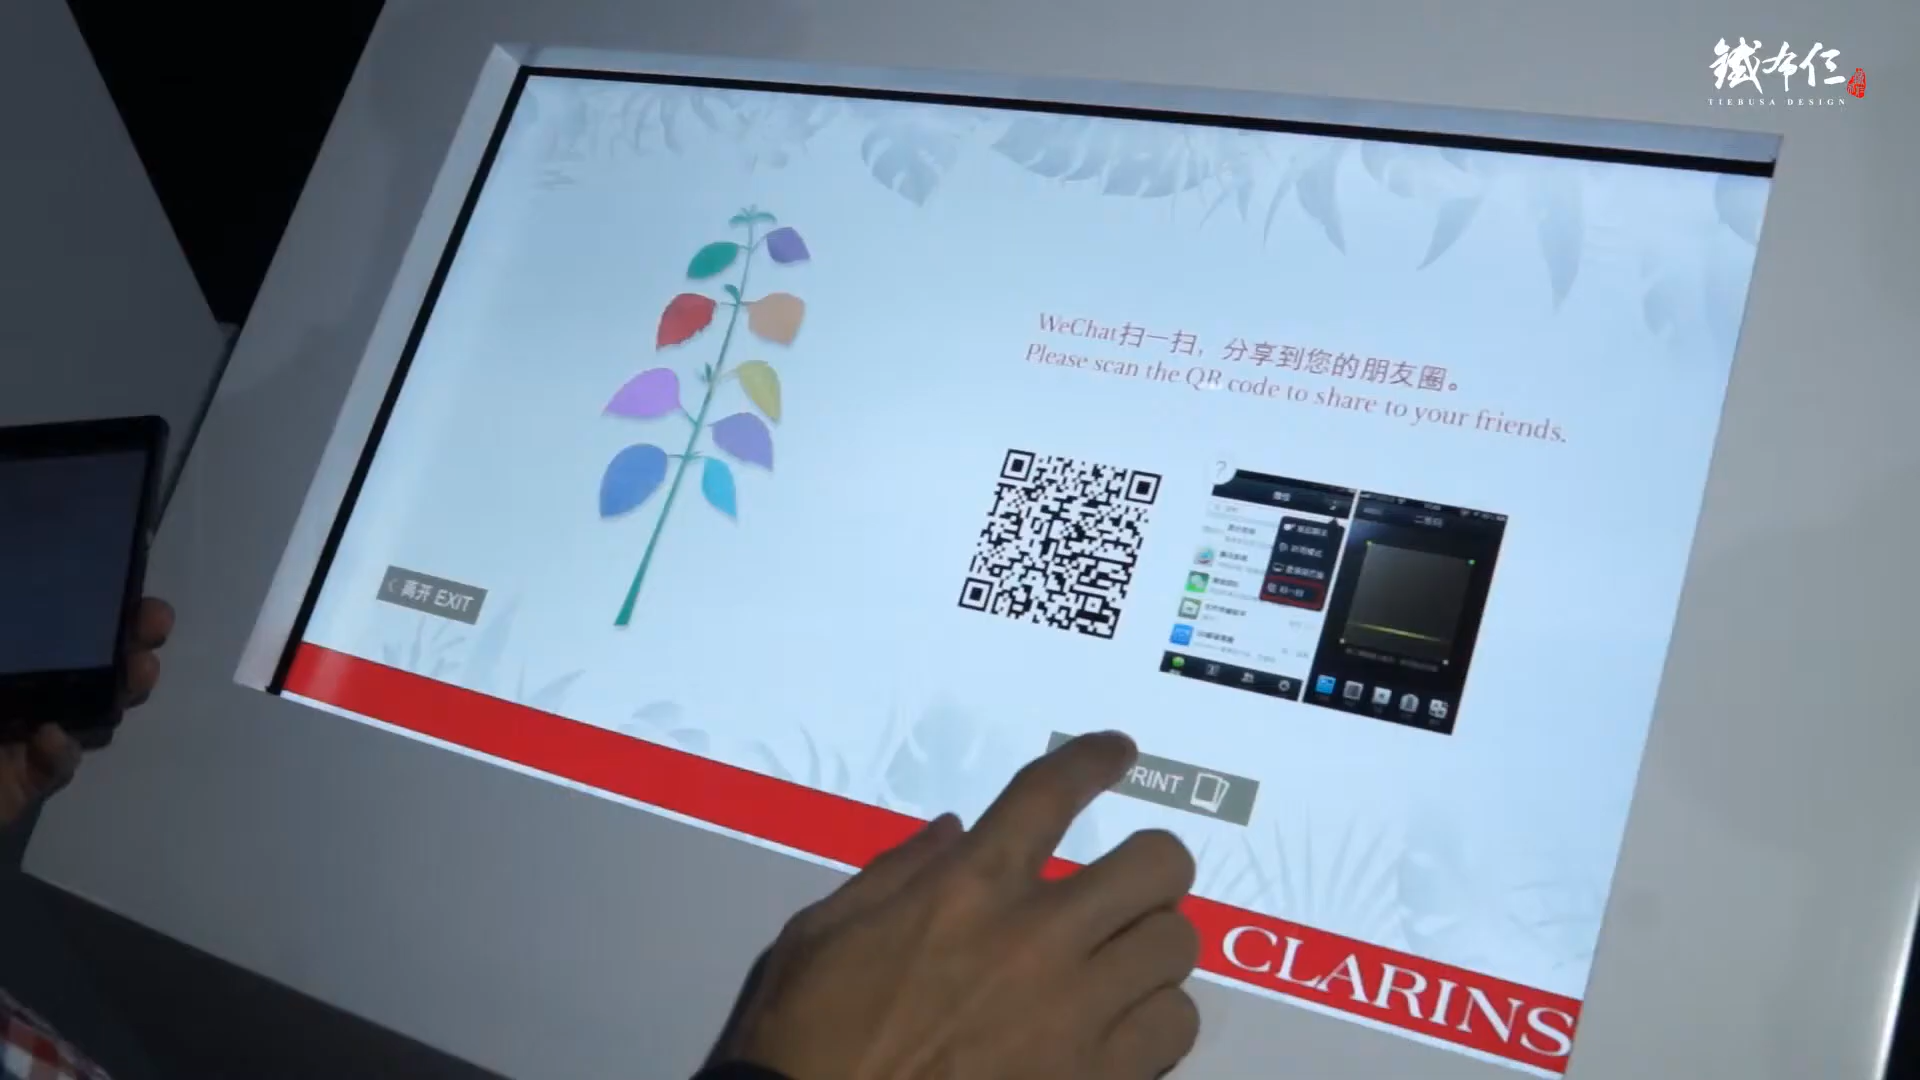 鐵布仨
TIEBUSA DESIGN
WeChat扫一扫，分享到您的朋友圈。
Please scan the QR code to share to your friends.
离开 EXIT
PRINT
CLARINS